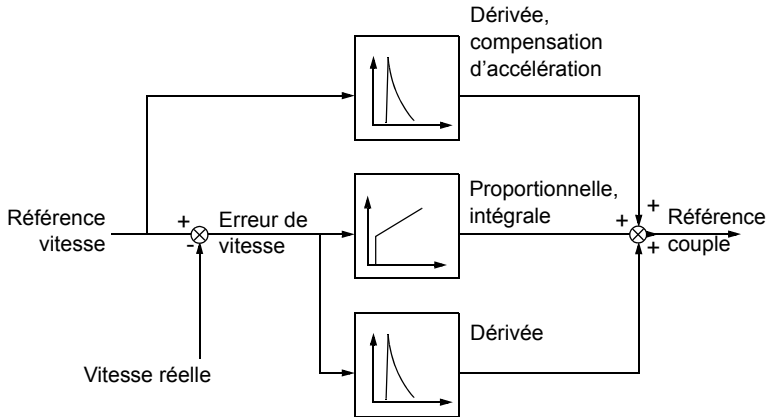 Dérivée,
compensation
d'accélération
Proportionnelle,
intégrale
Référence
vitesse
+
-
Erreur de
vitesse
+
+
+
Référence
couple
Dérivée
Vitesse réelle